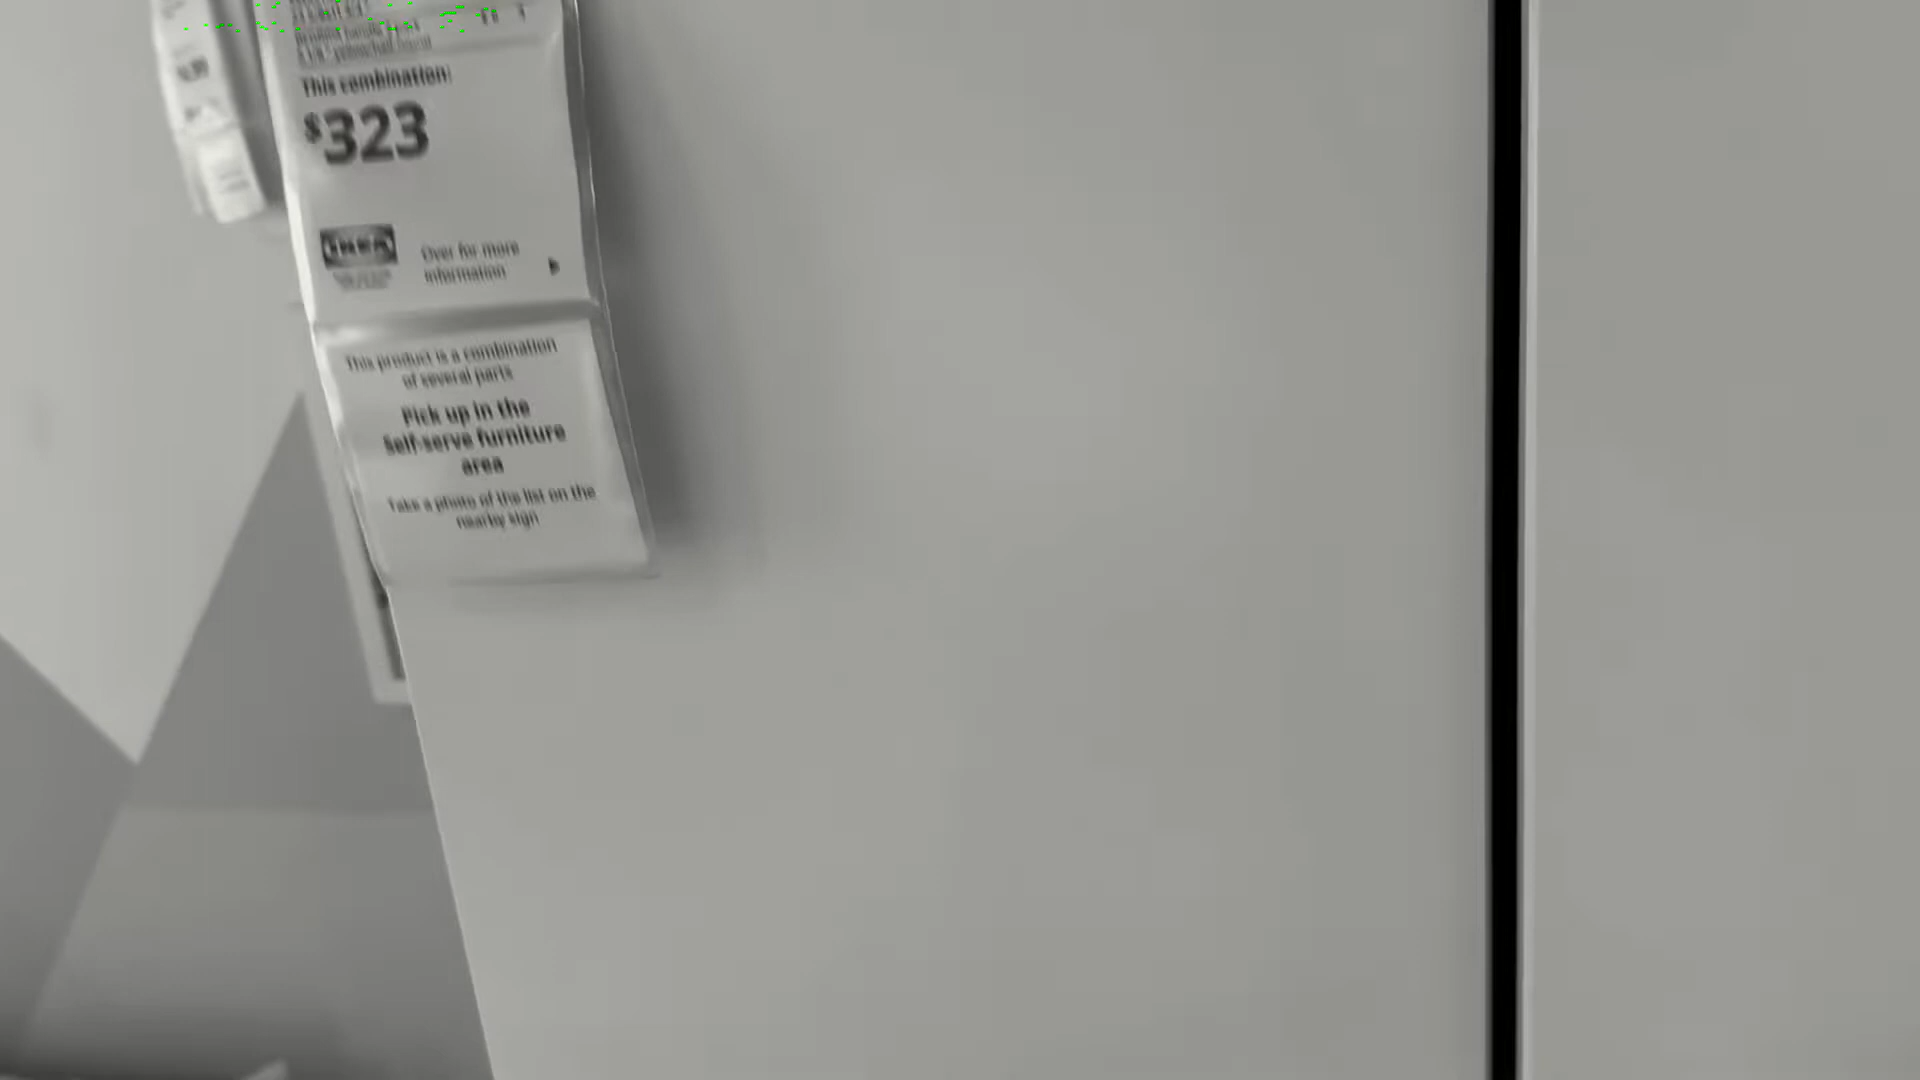 This combination:
$323
IKEA
Over for more
information
This product is a combination
of several parts
Pick up in the
Self-serve furniture
area
Take a photo of the list on the
nearby sign